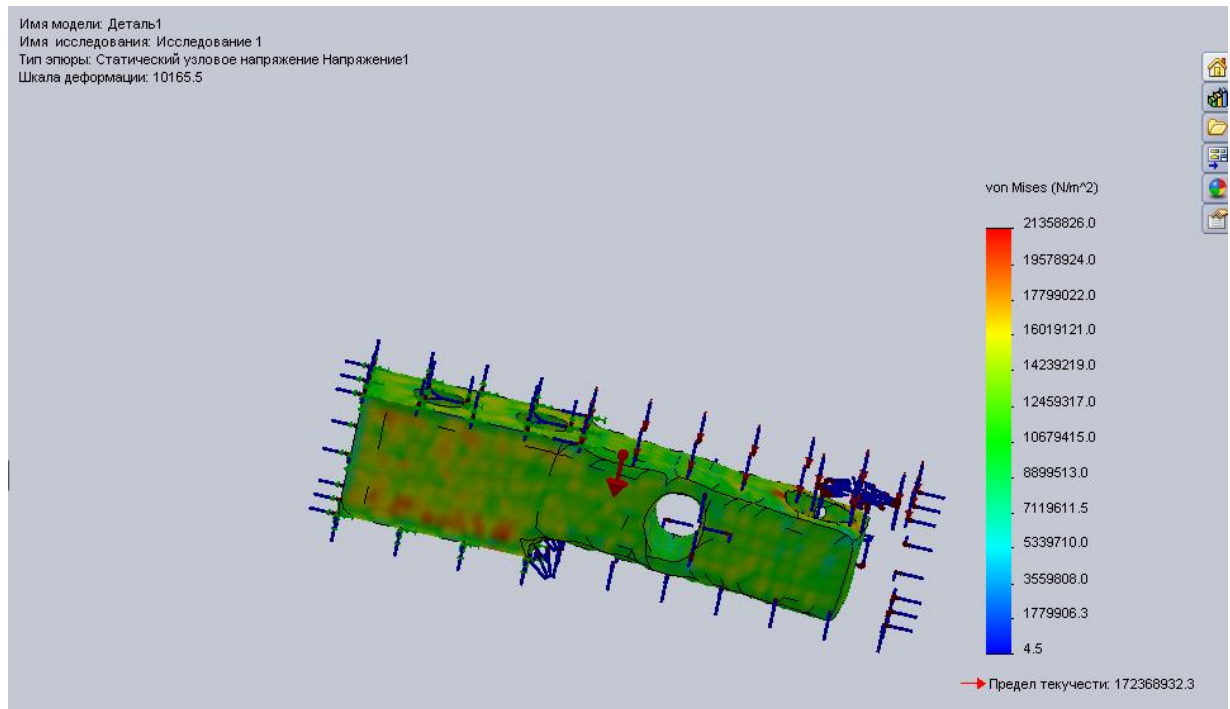 Имя модели: Деталь1
Имя исследования: Исследование 1
Тип эпюры: Статический узловое напряжение Напряжение1
Шкала деформации: 10165.5
von Mises (N/m^2)
21358826.0
19578924.0
17799022.0
16019121.0
14239219.0
12459317.0
10679415.0
8899513.0
7119611.5
5339710.0
3559808.0
1779906.3
4.5
Предел текучести: 172368932.3